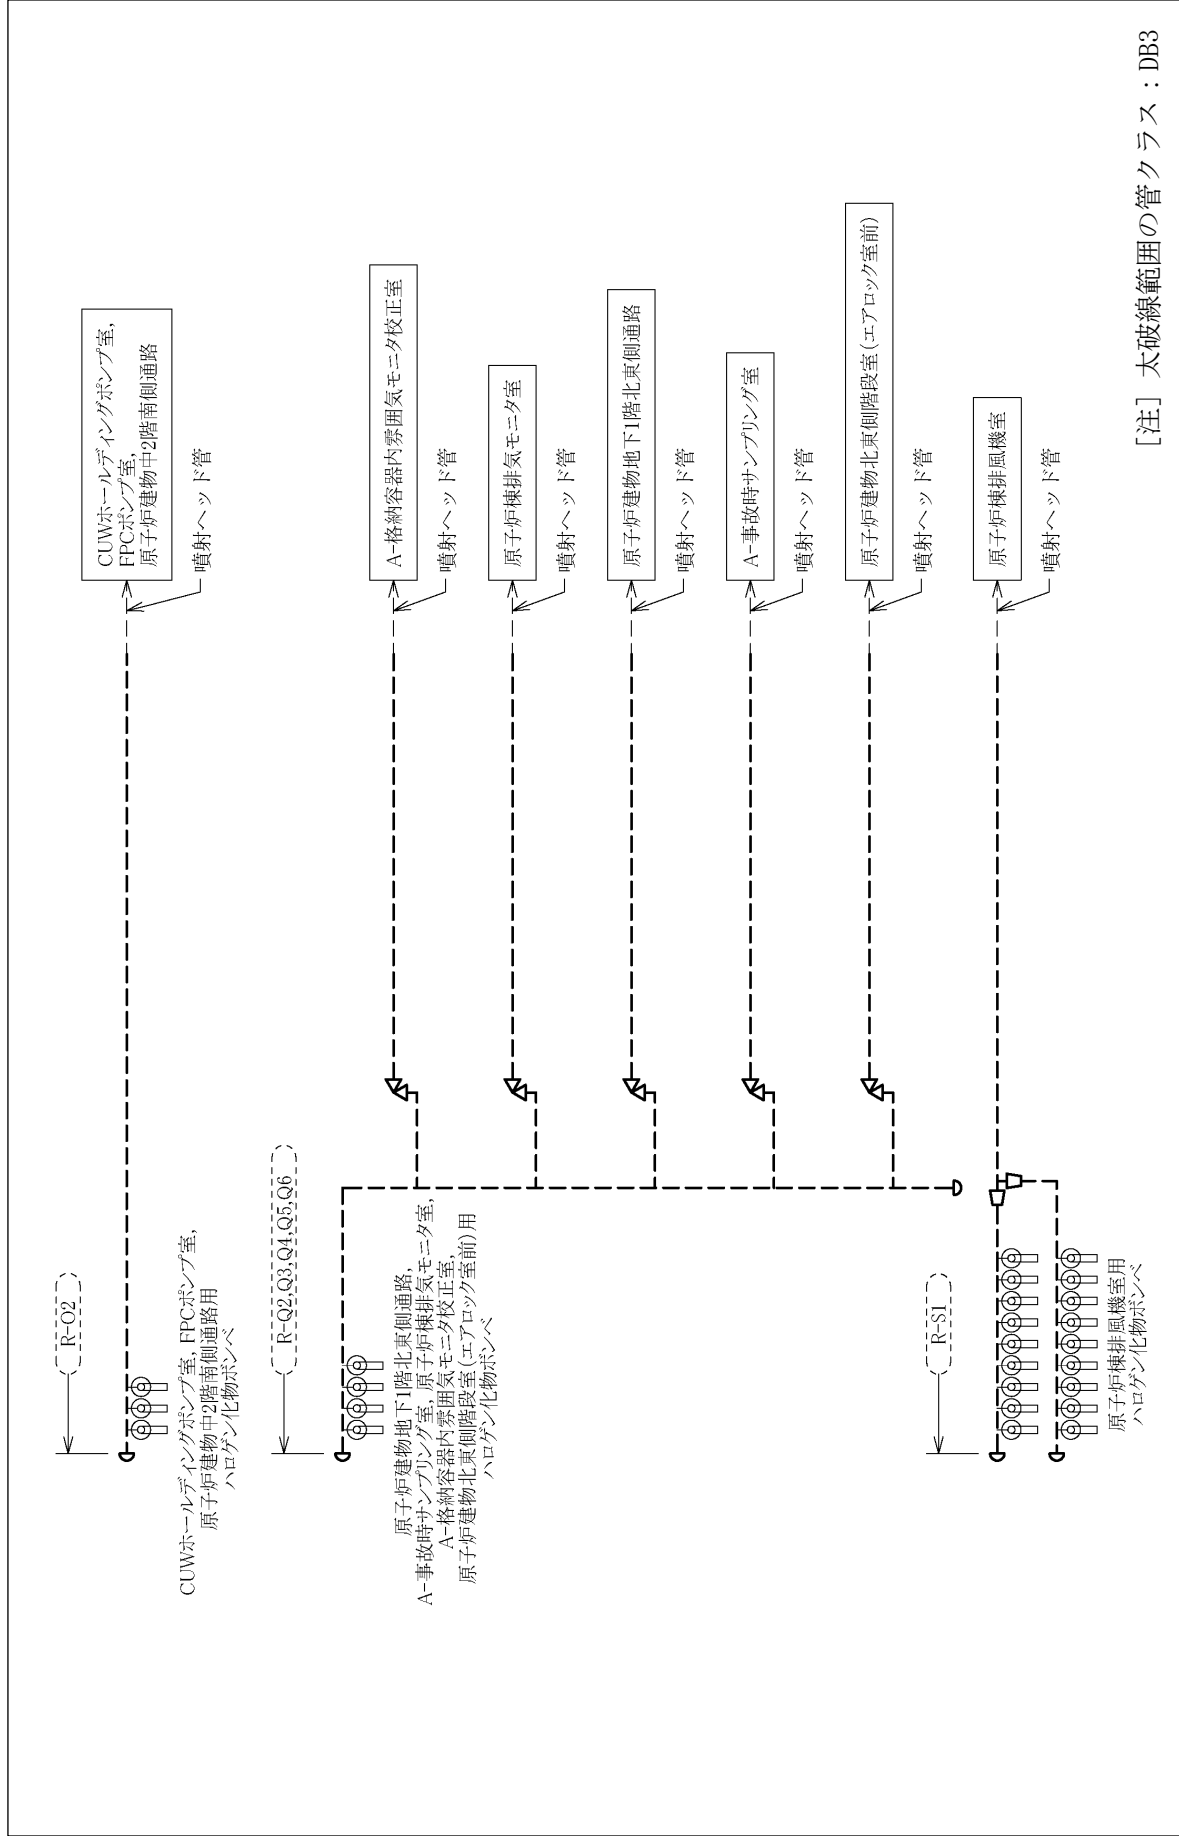 R-O2
CUWホールディングポンプ室,
FPCポンプ室,
原子炉建物中2階南側通路
噴射ヘッド管
CUWホールディングポンプ室, FPCポンプ室,
原子炉建物中2階南側通路用
ハロゲン化物ボンベ
R-Q2,Q3,Q4,Q5,Q6
A-格納容器内雰囲気モニタ校正室
噴射ヘッド管
原子炉棟排気モニタ室
噴射ヘッド管
原子炉建物地下1階北東側通路
噴射ヘッド管
A-事故時サンプリング室
噴射ヘッド管
原子炉建物北東側階段室(エアロック室前)
噴射ヘッド管
原子炉建物地下1階北東側通路,
A-事故時サンプリング室, 原子炉棟排気モニタ室,
A-格納容器内雰囲気モニタ校正室,
原子炉建物北東側階段室(エアロック室前)用
ハロゲン化物ボンベ
R-S1
原子炉棟排風機室
噴射ヘッド管
原子炉棟排風機室用
ハロゲン化物ボンベ
[注] 太破線範囲の管クラス：DB3